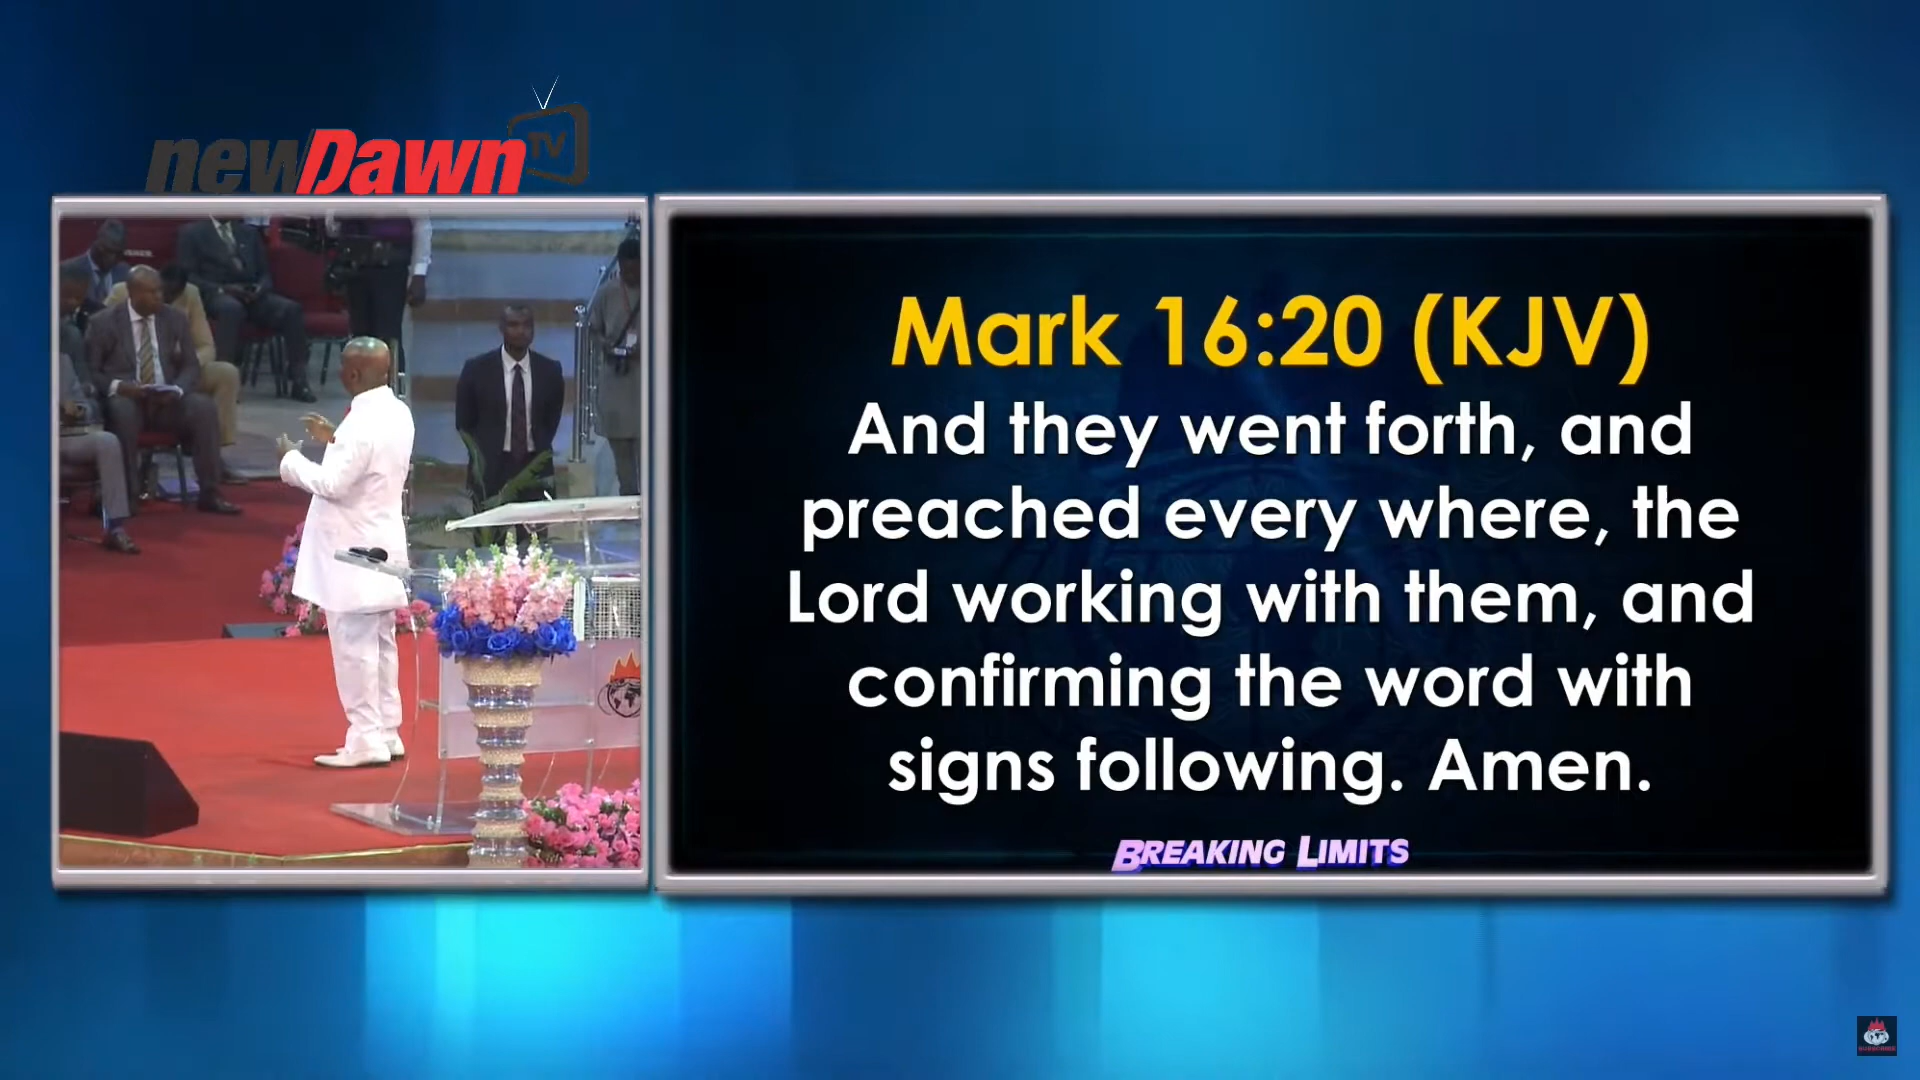 newDawn TV
Mark 16:20 (KJV)
And they went forth, and
preached every where, the
Lord working with them, and
confirming the word with
signs following. Amen.
BREAKING LIMITS